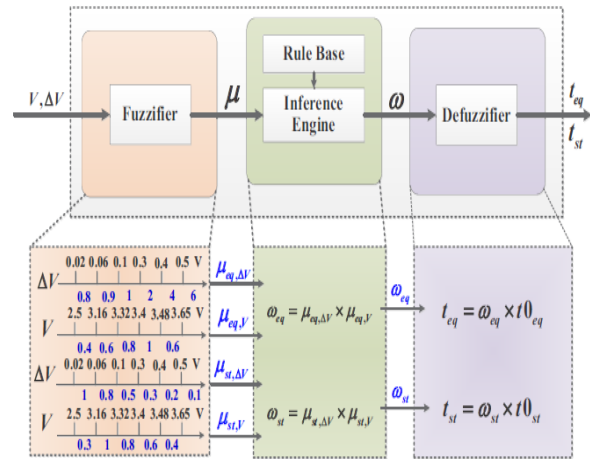 V, ΔV
Fuzzifier
μ
Rule Base
Inference
Engine
ω
Defuzzifier
t_eq
t_st
0.02 0.06 0.1 0.3 0.4 0.5 V
ΔV
0.8 0.9 1 2 4 6
2.5 3.16 3.32 3.4 3.48 3.65 V
V
0.4 0.6 0.8 1 0.6
0.02 0.06 0.1 0.3 0.4 0.5 V
ΔV
1 0.8 0.5 0.3 0.2 0.1
2.5 3.16 3.32 3.4 3.48 3.65 V
V
0.3 1 0.8 0.6 0.4
μ_eq,ΔV
μ_eq,V
μ_st,ΔV
μ_st,V
ω_eq = μ_eq,ΔV × μ_eq,V
ω_st = μ_st,ΔV × μ_st,V
ω_eq
ω_st
t_eq = ω_eq × t0_eq
t_st = ω_st × t0_st